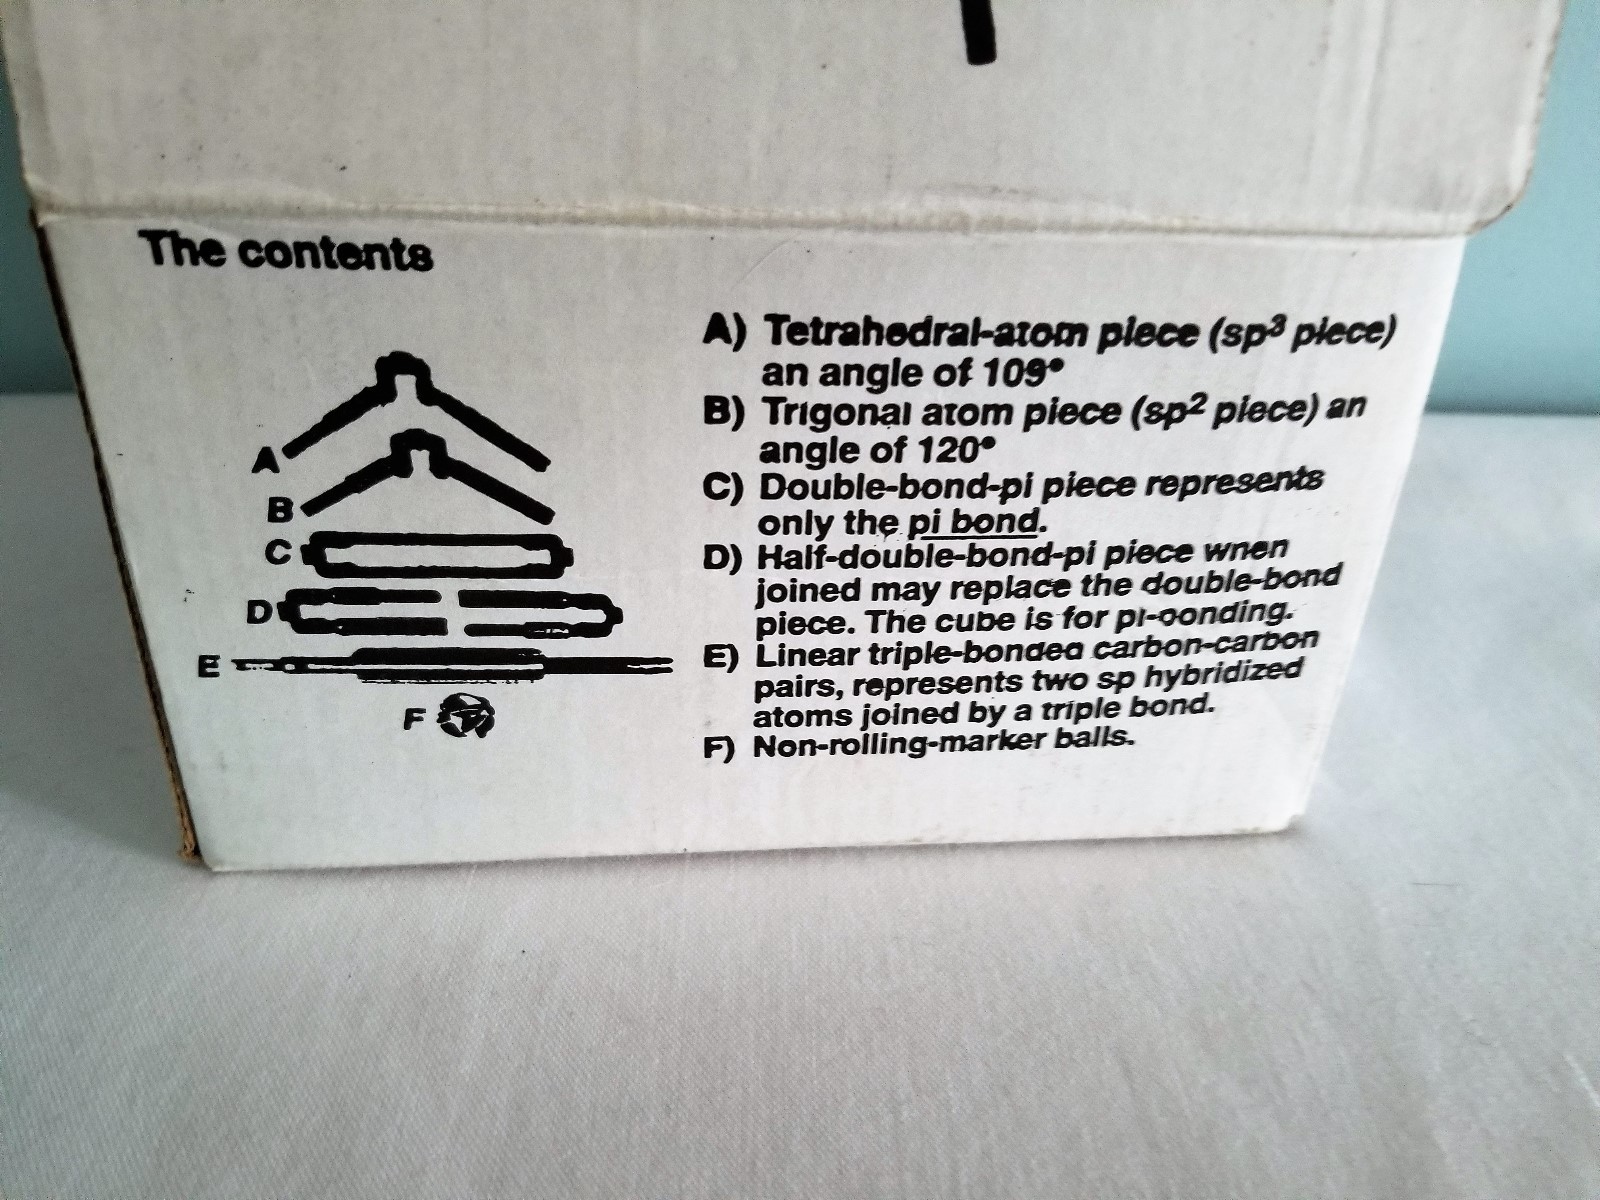 The contents
A
B
C
D
E
F
A) Tetrahedral-atom piece (sp³ piece)
an angle of 109°
B) Trigonal atom piece (sp² piece) an
angle of 120°
C) Double-bond-pi piece represents
only the pi bond.
D) Half-double-bond-pi piece when
joined may replace the double-bond
piece. The cube is for pi-bonding.
E) Linear triple-bonded carbon-carbon
pairs, represents two sp hybridized
atoms joined by a triple bond.
F) Non-rolling-marker balls.